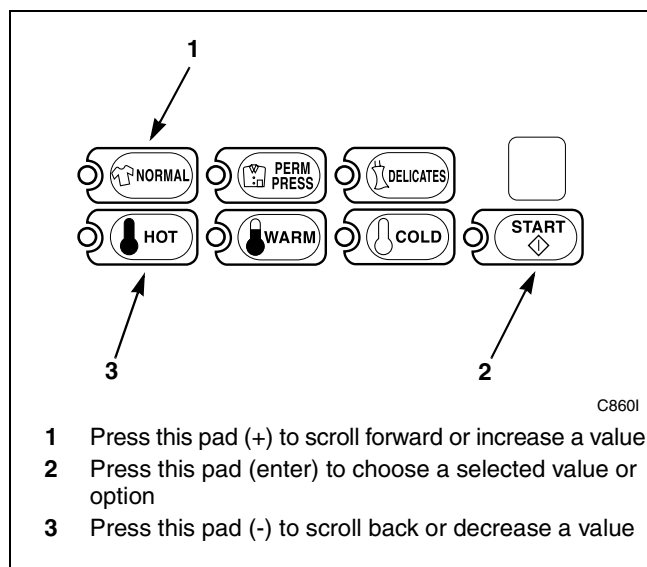 1
NORMAL
PERM
PRESS
DELICATES
HOT
WARM
COLD
START
3
2
C860I
1 Press this pad (+) to scroll forward or increase a value
2 Press this pad (enter) to choose a selected value or
option
3 Press this pad (-) to scroll back or decrease a value